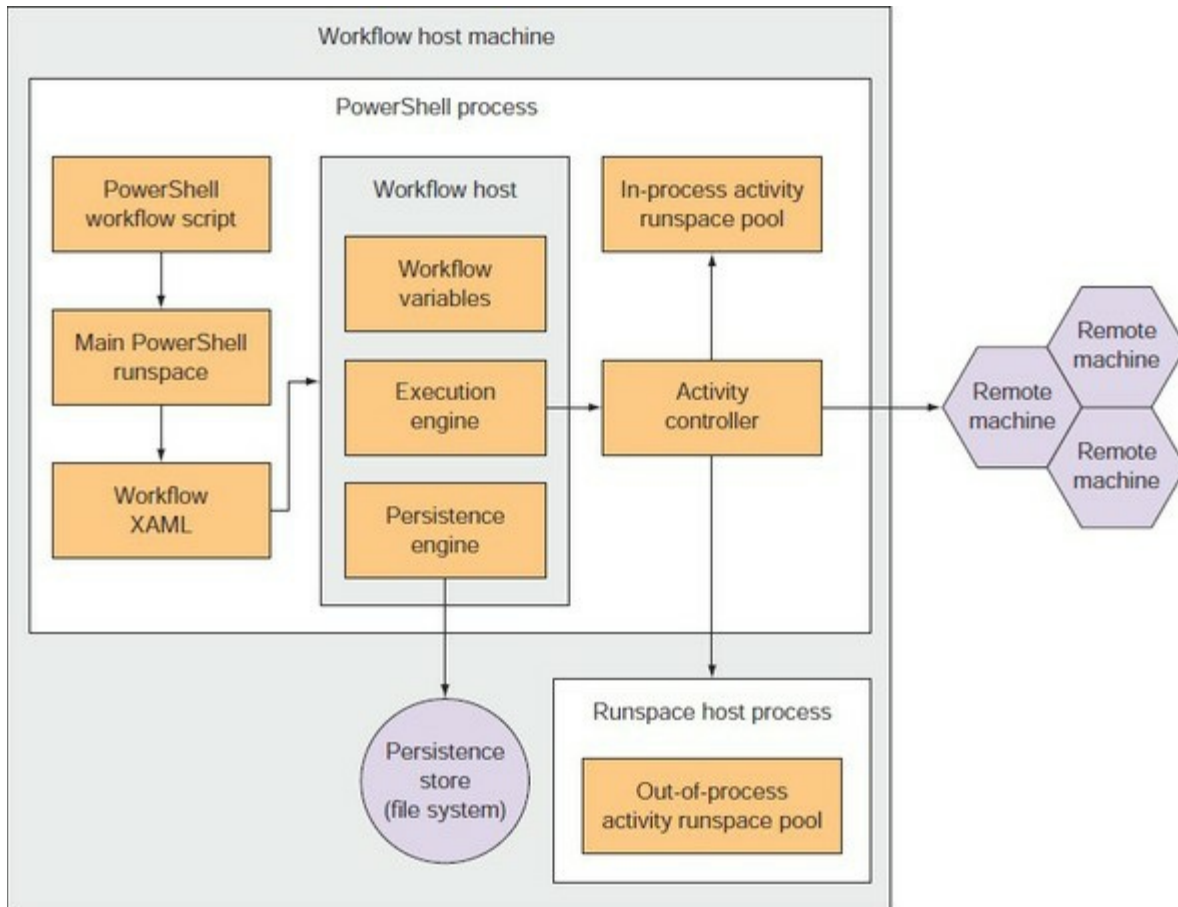 Workflow host machine
PowerShell process
PowerShell
workflow script
Main PowerShell
runspace
Workflow
XAML
Workflow host
Workflow
variables
Execution
engine
Persistence
engine
In-process activity
runspace pool
Activity
controller
Remote
machine
Remote
machine
Remote
machine
Persistence
store
(file system)
Runspace host process
Out-of-process
activity runspace pool